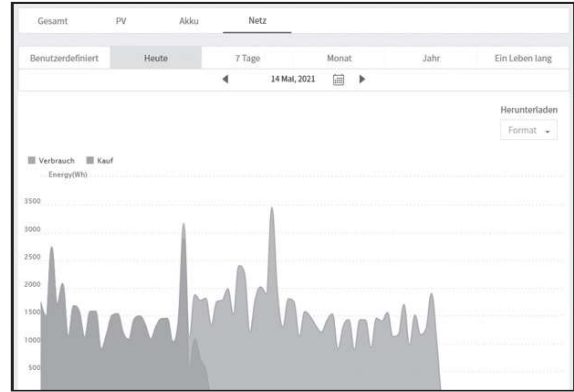 Gesamt PV Akku Netz
Benutzerdefiniert Heute 7 Tage Monat Jahr Ein Leben lang
14 Mal, 2021
Herunterladen
Format
Verbrauch Kauf
Energy(Wh)
3500
3000
2500
2000
1500
1000
500